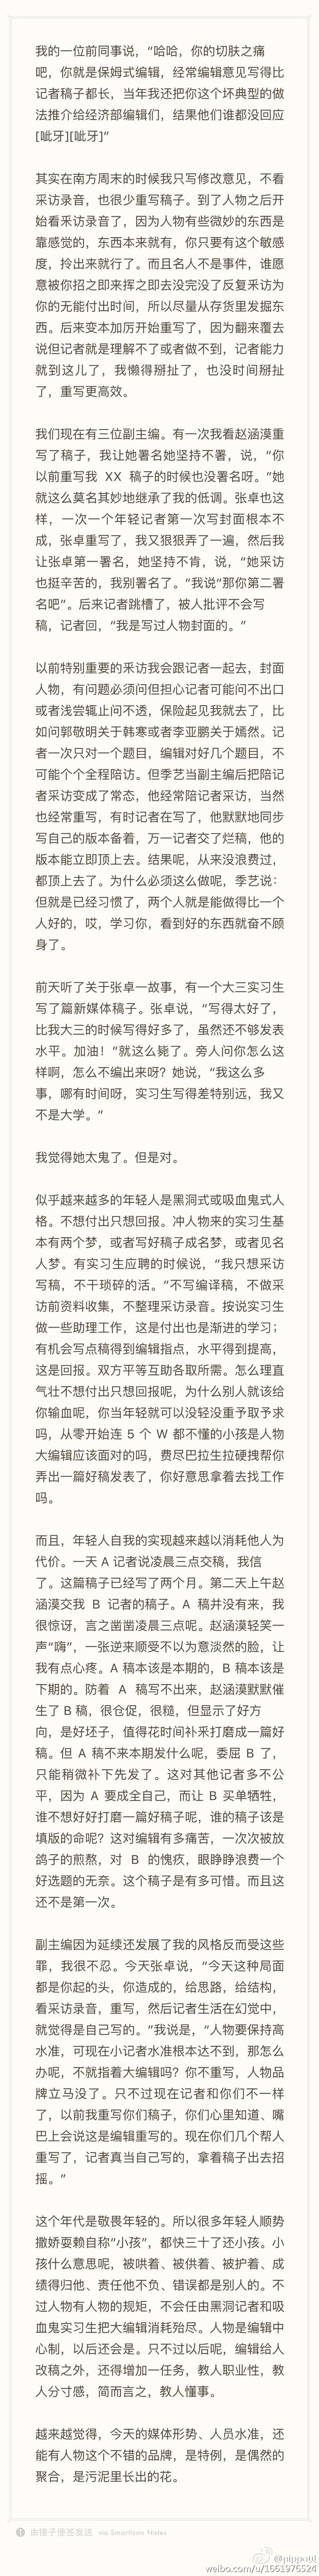 我的一位前同事说，“哈哈，你的切肤之痛
吧，你就是保姆式编辑，经常编辑意见写得比
记者稿子都长，当年我还把你这个坏典型的做
法推介给经济部编辑们，结果他们谁都没回应
[呲牙][呲牙]”
其实在南方周末的时候我只写修改意见，不看
采访录音，也很少重写稿子。到了人物之后开
始看采访录音了，因为人物有些微妙的东西是
靠感觉的，东西本来就有，你只要有这个敏感
度，拎出来就行了。而且名人不是事件，谁愿
意被你招之即来挥之即去没完没了反复采访为
你的无能付出时间，所以尽量从存货里发掘东
西。后来变本加厉开始重写了，因为翻来覆去
说但记者就是理解不了或者做不到，记者能力
就到这儿了，我懒得掰扯了，也没时间掰扯
了，重写更高效。
我们现在有三位副主编。有一次我看赵涵漠重
写了稿子，我让她署名她坚持不署，说，“你
以前重写我 XX 稿子的时候也没署名呀。”她
就这么莫名其妙地继承了我的低调。张卓也这
样，一次一个年轻记者第一次写封面根本不
成，张卓重写了，我又狠狠弄了一遍，然后我
让张卓第一署名，她坚持不肯，说，“她采访
也挺辛苦的，我别署名了。”我说“那你第二署
名吧”。后来记者跳槽了，被人批评不会写
稿，记者回，“我是写过人物封面的。”
以前特别重要的采访我会跟记者一起去，封面
人物，有问题必须问但担心记者可能问不出口
或者浅尝辄止问不透，保险起见我就去了，比
如问郭敬明关于韩寒或者李亚鹏关于嫣然。记
者一次只对一个题目，编辑对好几个题目，不
可能个个全程陪访。但季艺当副主编后把陪记
者采访变成了常态，他经常陪记者采访，当然
也经常重写，有时记者在写了，他默默地同步
写自己的版本备着，万一记者交了烂稿，他的
版本能立即顶上去。结果呢，从来没浪费过，
都顶上去了。为什么必须这么做呢，季艺说：
但就是已经习惯了，两个人就是能做得比一个
人好的，哎，学习你，看到好的东西就奋不顾
身了。
前天听了关于张卓一故事，有一个大三实习生
写了篇新媒体稿子。张卓说，“写得太好了，
比我大三的时候写得好多了，虽然还不够发表
水平。加油！”就这么毙了。旁人问你怎么这
样啊，怎么不编出来呀？她说，“我这么多
事，哪有时间呀，实习生写得差特别远，我又
不是大学。”
我觉得她太鬼了。但是对。
似乎越来越多的年轻人是黑洞式或吸血鬼式人
格。不想付出只想回报。冲人物来的实习生基
本有两个梦，或者写好稿子成名梦，或者见名
人梦。有实习生应聘的时候说，“我只想采访
写稿，不干琐碎的活。”不写编译稿，不做采
访前资料收集，不整理采访录音。按说实习生
做一些助理工作，这是付出也是渐进的学习；
有机会写点稿得到编辑指点，水平得到提高，
这是回报。双方平等互助各取所需。怎么理直
气壮不想付出只想回报呢，为什么别人就该给
你输血呢，你当年轻就可以没轻没重予取予求
吗，从零开始连 5 个 W 都不懂的小孩是人物
大编辑应该面对的吗，费尽巴拉生拉硬拽帮你
弄出一篇好稿发表了，你好意思拿着去找工作
吗。
而且，年轻人自我的实现越来越以消耗他人为
代价。一天 A 记者说凌晨三点交稿，我信
了。这篇稿子已经写了两个月。第二天上午赵
涵漠交我 B 记者的稿子。A 稿并没有来，我
很惊讶，言之凿凿凌晨三点呢。赵涵漠轻笑一
声“嗨”，一张逆来顺受不以为意淡然的脸，让
我有点心疼。A 稿本该是本期的，B 稿本该是
下期的。防着 A 稿写不出来，赵涵漠默默催
生了 B 稿，很仓促，很糙，但显示了好方
向，是好坯子，值得花时间补采打磨成一篇好
稿。但 A 稿不来本期发什么呢，委屈 B 了，
只能稍微补下先发了。这对其他记者多不公
平，因为 A 要成全自己，而让 B 买单牺牲，
谁不想好好打磨一篇好稿子呢，谁的稿子该是
填版的命呢？这对编辑有多痛苦，一次次被放
鸽子的煎熬，对 B 的愧疚，眼睁睁浪费一个
好选题的无奈。这个稿子是有多可惜。而且这
还不是第一次。
副主编因为延续还发展了我的风格反而受这些
罪，我很不忍。今天张卓说，“今天这种局面
都是你起的头，你造成的，给思路，给结构，
看采访录音，重写，然后记者生活在幻觉中，
就觉得是自己写的。”我说是，“人物要保持高
水准，可现在小记者水准根本达不到，那怎么
办呢，不就指着大编辑吗？你不重写，人物品
牌立马没了。只不过现在记者和你们不一样
了，以前我重写你们稿子，你们心里知道、嘴
巴上会说这是编辑重写的。现在你们几个帮人
重写了，记者真当自己写的，拿着稿子出去招
摇。”
这个年代是敬畏年轻的。所以很多年轻人顺势
撒娇耍赖自称“小孩”，都快三十了还小孩。小
孩什么意思呢，被哄着、被供着、被护着、成
绩得归他、责任他不负、错误都是别人的。不
过人物有人物的规矩，不会任由黑洞记者和吸
血鬼实习生把大编辑消耗殆尽。人物是编辑中
心制，以后还会是。只不过以后呢，编辑给人
改稿之外，还得增加一任务，教人职业性，教
人分寸感，简而言之，教人懂事。
越来越觉得，今天的媒体形势、人员水准，还
能有人物这个不错的品牌，是特例，是偶然的
聚合，是污泥里长出的花。
由锤子便签发送 via Smartisan Notes
weibo.com/u/1661976524